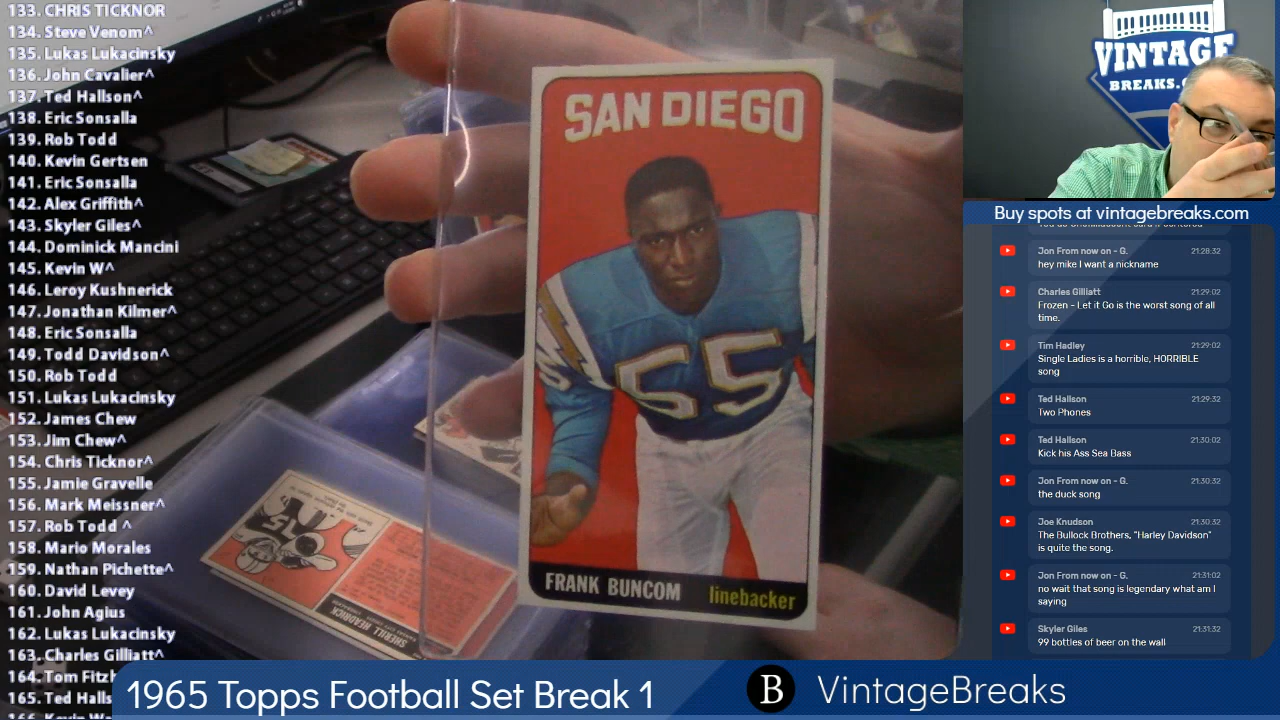 133. CHRIS TICKNOR
134. Steve Venom^
135. Lukas Lukacinsky
136. John Cavalier^
137. Ted Hallson^
138. Eric Sonsalla
139. Rob Todd
140. Kevin Gertsen
141. Eric Sonsalla
142. Alex Griffith^
143. Skyler Giles^
144. Dominick Mancini
145. Kevin W^
146. Leroy Kushnerick
147. Jonathan Kilmer^
148. Eric Sonsalla
149. Todd Davidson^
150. Rob Todd
151. Lukas Lukacinsky
152. James Chew
153. Jim Chew^
154. Chris Ticknor^
155. Jamie Gravelle
156. Mark Meissner^
157. Rob Todd ^
158. Mario Morales
159. Nathan Pichette^
160. David Levey
161. John Agius
162. Lukas Lukacinsky
163. Charles Gilliatt^
164. Tom
165. Ted
SAN DIEGO
55
55
FRANK BUNCOM linebacker
SHERILL HEADRICK
VINTAGE
BREAKS.
Buy spots at vintagebreaks.com
Jon From now on - G. 21:28:32
hey mike I want a nickname
Charles Gilliatt 21:29:02
Frozen - Let it Go is the worst song of all
time.
Tim Hadley 21:29:02
Single Ladies is a horrible, HORRIBLE
song
Ted Hallson 21:29:32
Two Phones
Ted Hallson 21:30:02
Kick his Ass Sea Bass
Jon From now on - G. 21:30:32
the duck song
Joe Knudson 21:30:32
The Bullock Brothers, "Harley Davidson"
is quite the song.
Jon From now on - G. 21:31:02
no wait that song is legendary what am I
saying
Skyler Giles 21:31:32
99 bottles of beer on the wall
1965 Topps Football Set Break 1
B VintageBreaks